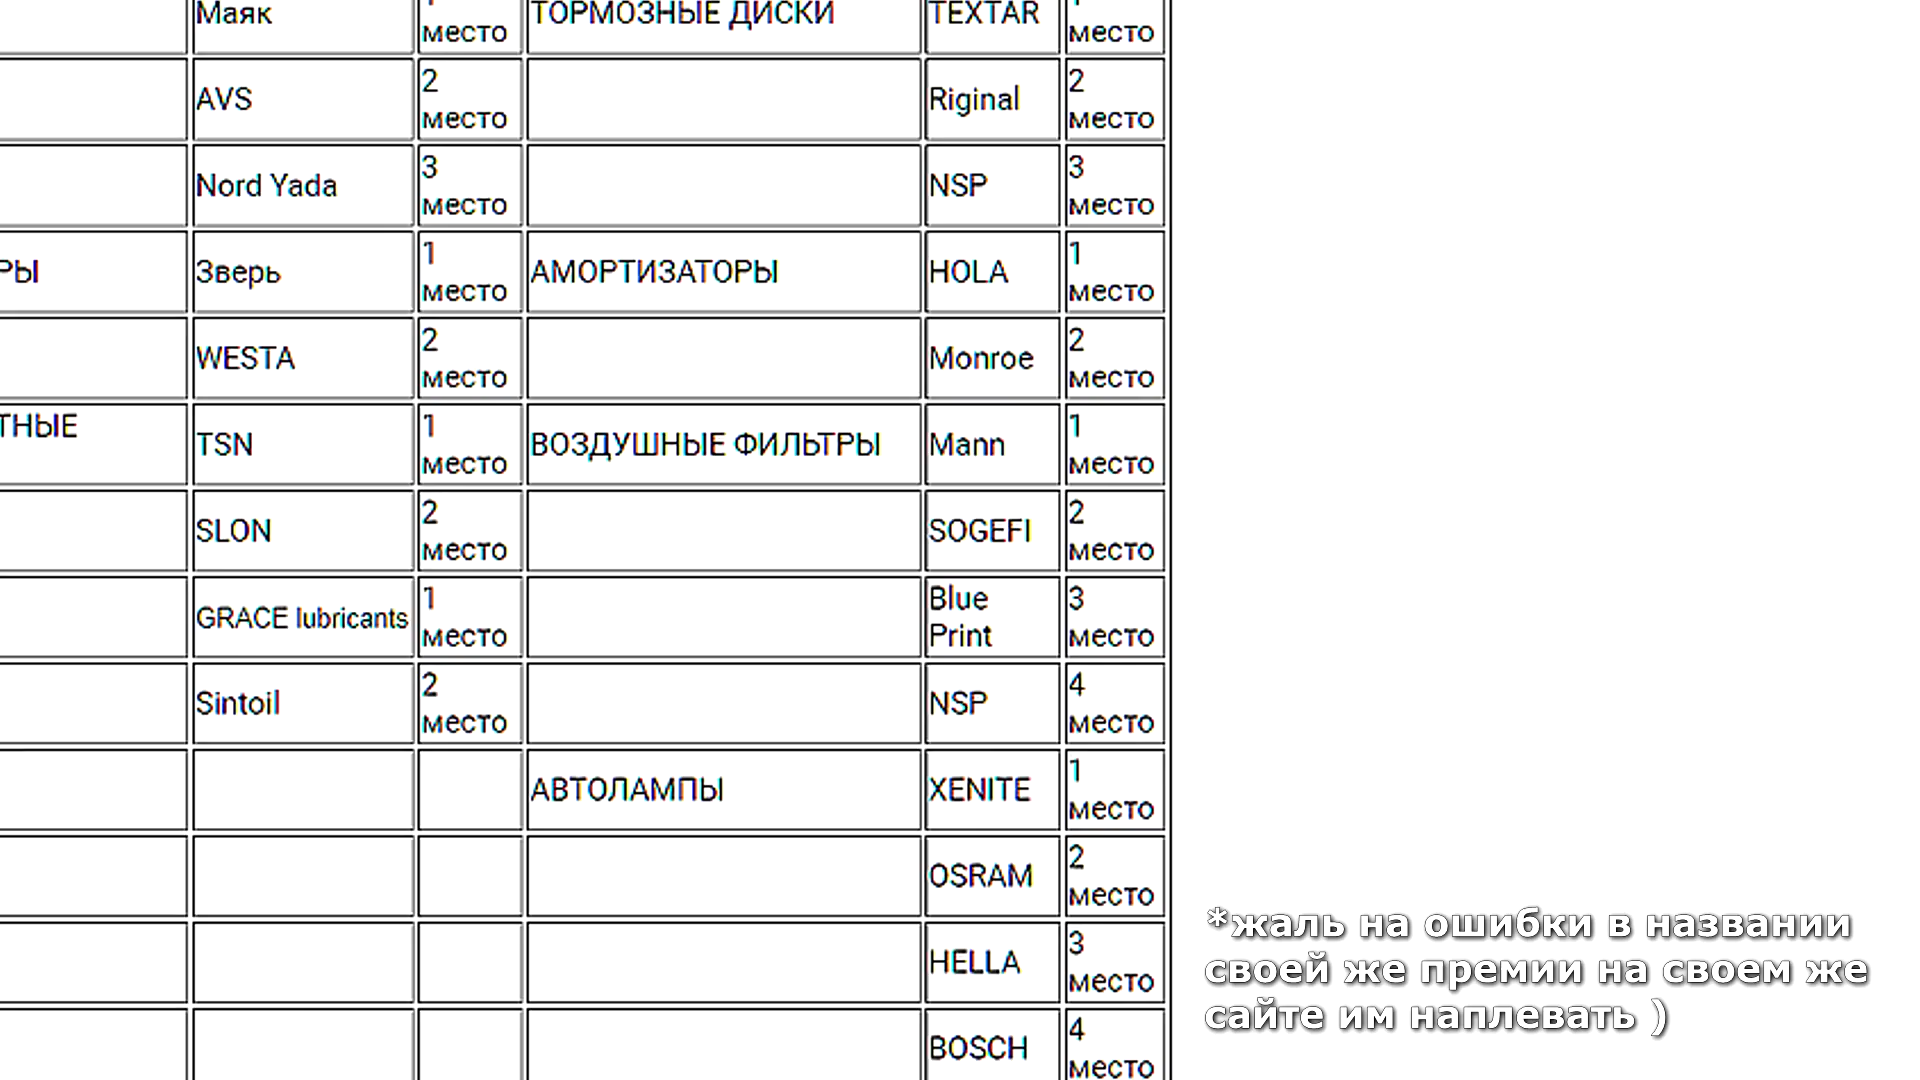 Маяк
место
ТОРМОЗНЫЕ ДИСКИ
TEXTAR
место
AVS
2
место
Riginal
2
место
Nord Yada
3
место
NSP
3
место
РЫ
Зверь
1
место
АМОРТИЗАТОРЫ
HOLA
1
место
WESTA
2
место
Monroe
2
место
ТНЫЕ
TSN
1
место
ВОЗДУШНЫЕ ФИЛЬТРЫ
Mann
1
место
SLON
2
место
SOGEFI
2
место
GRACE lubricants
1
место
Blue
Print
3
место
Sintoil
2
место
NSP
4
место
АВТОЛАМПЫ
XENITE
1
место
OSRAM
2
место
HELLA
3
место
BOSCH
4
место
*жаль на ошибки в названии
своей же премии на своем же
сайте им наплевать )